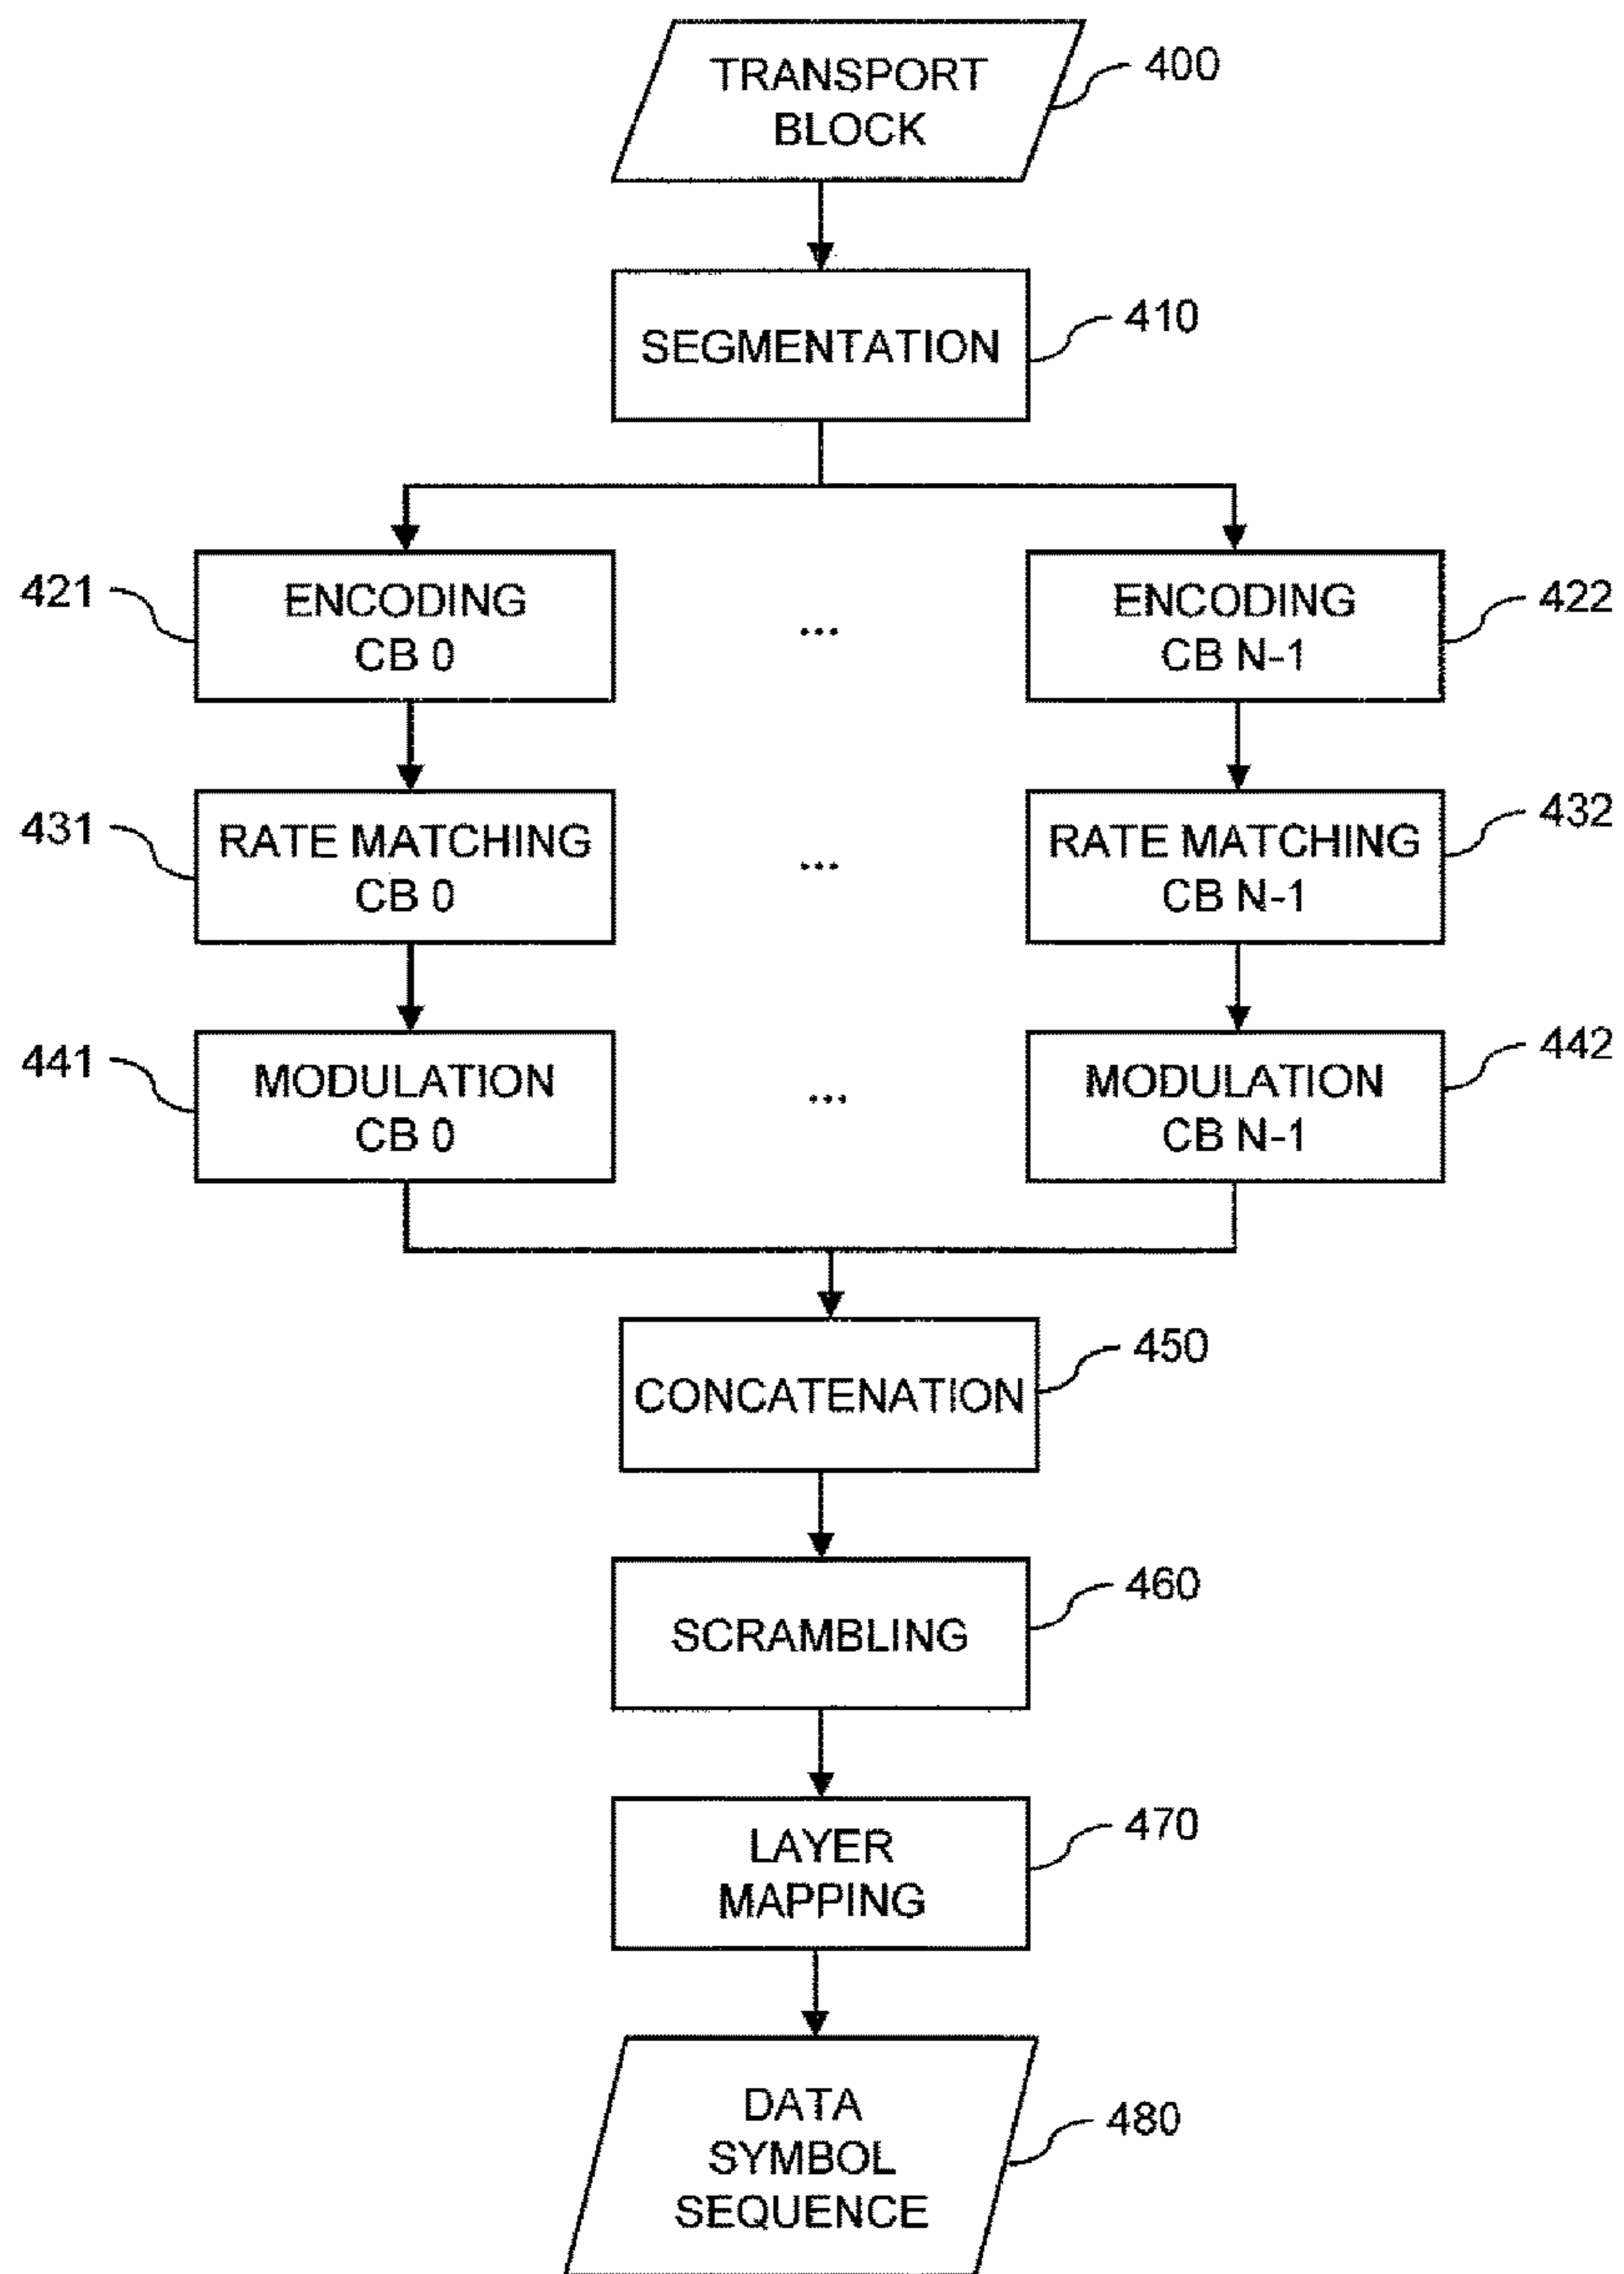 TRANSPORT
BLOCK
400
SEGMENTATION
410
421
ENCODING
CB 0
...
ENCODING
CB N-1
422
431
RATE MATCHING
CB 0
...
RATE MATCHING
CB N-1
432
441
MODULATION
CB 0
...
MODULATION
CB N-1
442
CONCATENATION
450
SCRAMBLING
460
LAYER
MAPPING
470
DATA
SYMBOL
SEQUENCE
480